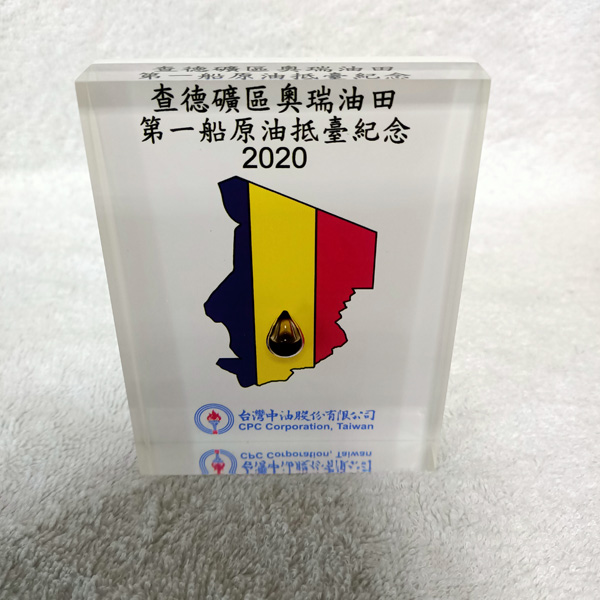 查德礦區奧瑞油田
第一船原油抵臺紀念
2020
台灣中油股份有限公司
CPC Corporation, Taiwan